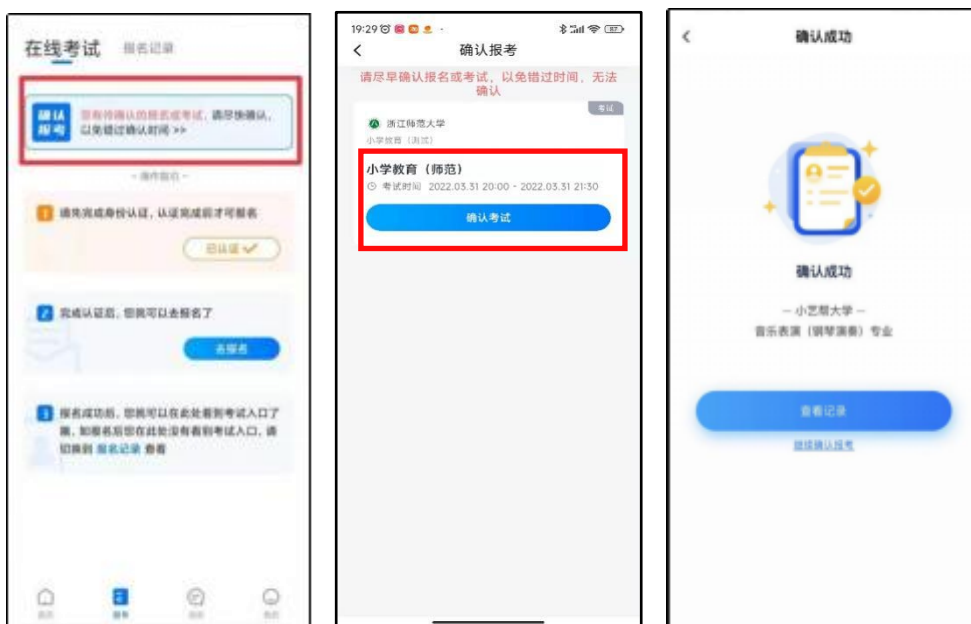 在线考试 报名记录
确认
报考
您有待确认的报名或考试，请尽快确认，
以免错过确认时间 >>
- 操作指引 -
1 请先完成身份认证，认证完成后才可报名
已认证
2 完成认证后，您就可以去报名了
去报名
3 报名成功后，您就可以在此处看到考试入口了
哦，如报名后您在此处没有看到考试入口，请
切换到 报名记录 查看
首页 报考 我的
19:29
确认报考
请尽早确认报名或考试，以免错过时间，无法
确认
考试
浙江师范大学
小学教育（测试）
小学教育（师范）
考试时间 2022.03.31 20:00 - 2022.03.31 21:30
确认考试
确认成功
确认成功
— 小艺帮大学 —
音乐表演（钢琴演奏）专业
查看记录
继续确认报考